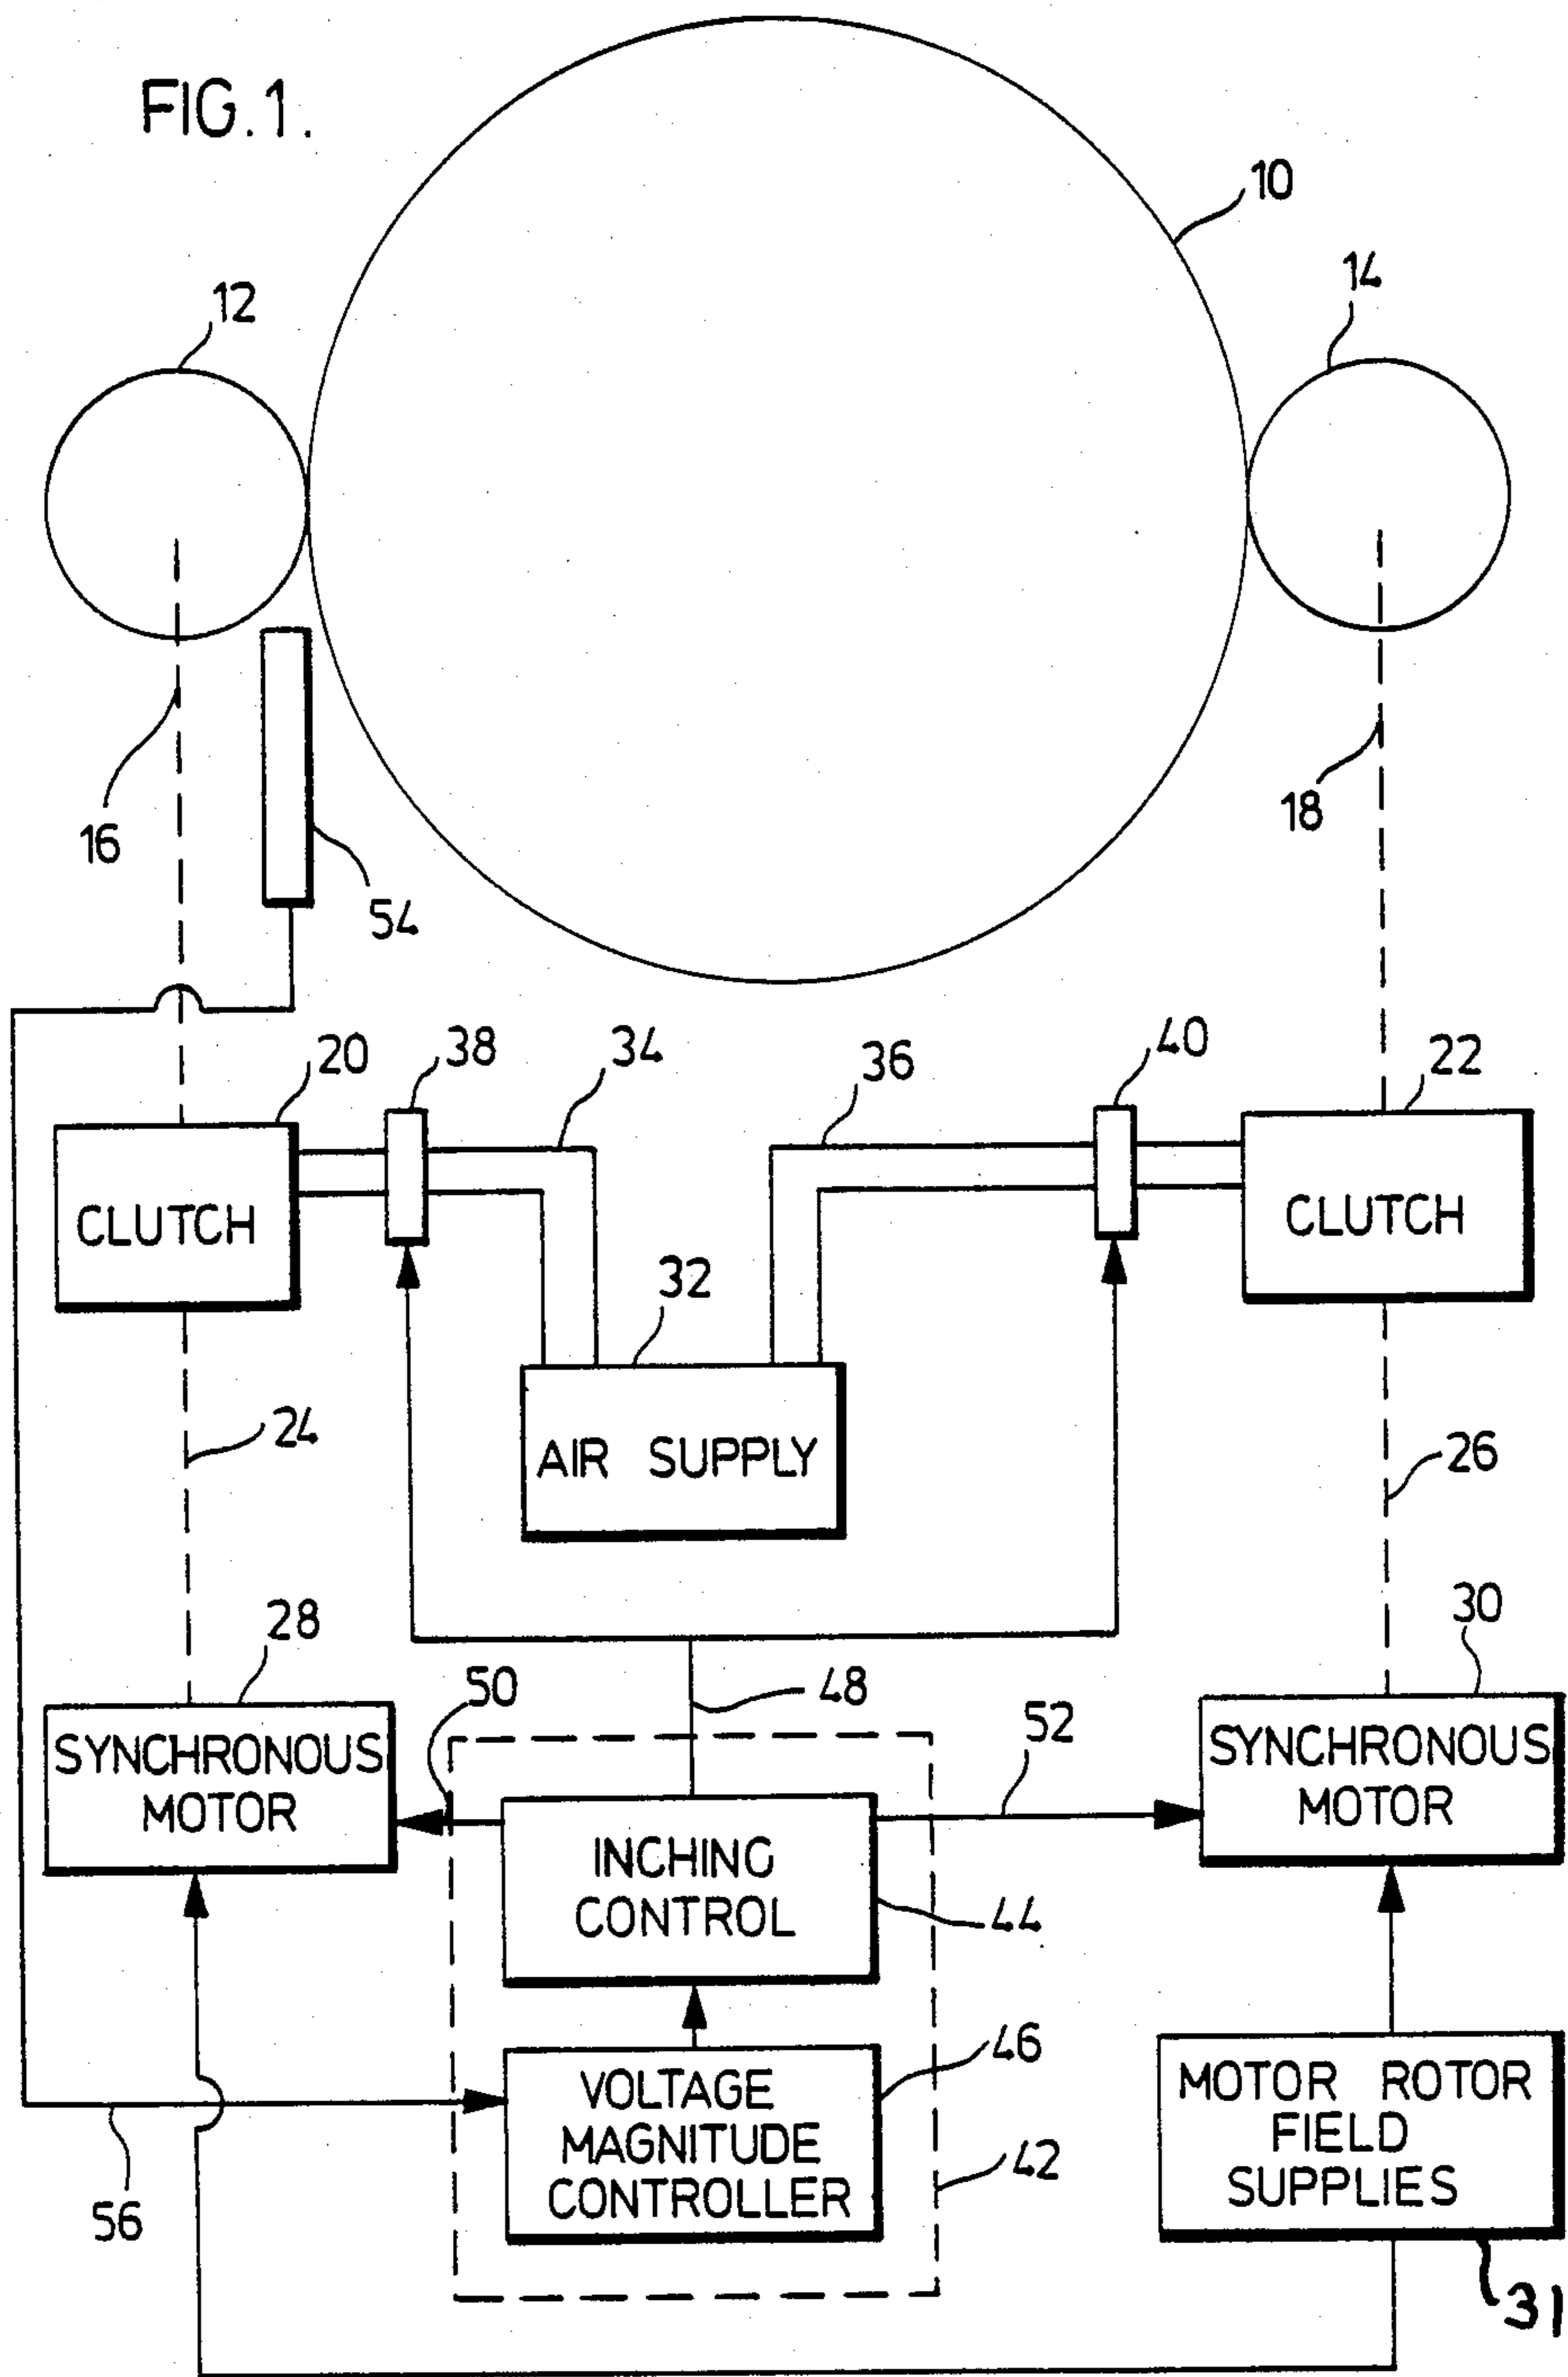 FIG. 1.
10
14
12
16
18
54
20
38
34
36
40
22
CLUTCH
CLUTCH
32
AIR SUPPLY
24
26
28
50
48
52
30
SYNCHRONOUS
MOTOR
SYNCHRONOUS
MOTOR
INCHING
CONTROL
44
46
VOLTAGE
MAGNITUDE
CONTROLLER
42
MOTOR ROTOR
FIELD
SUPPLIES
56
31